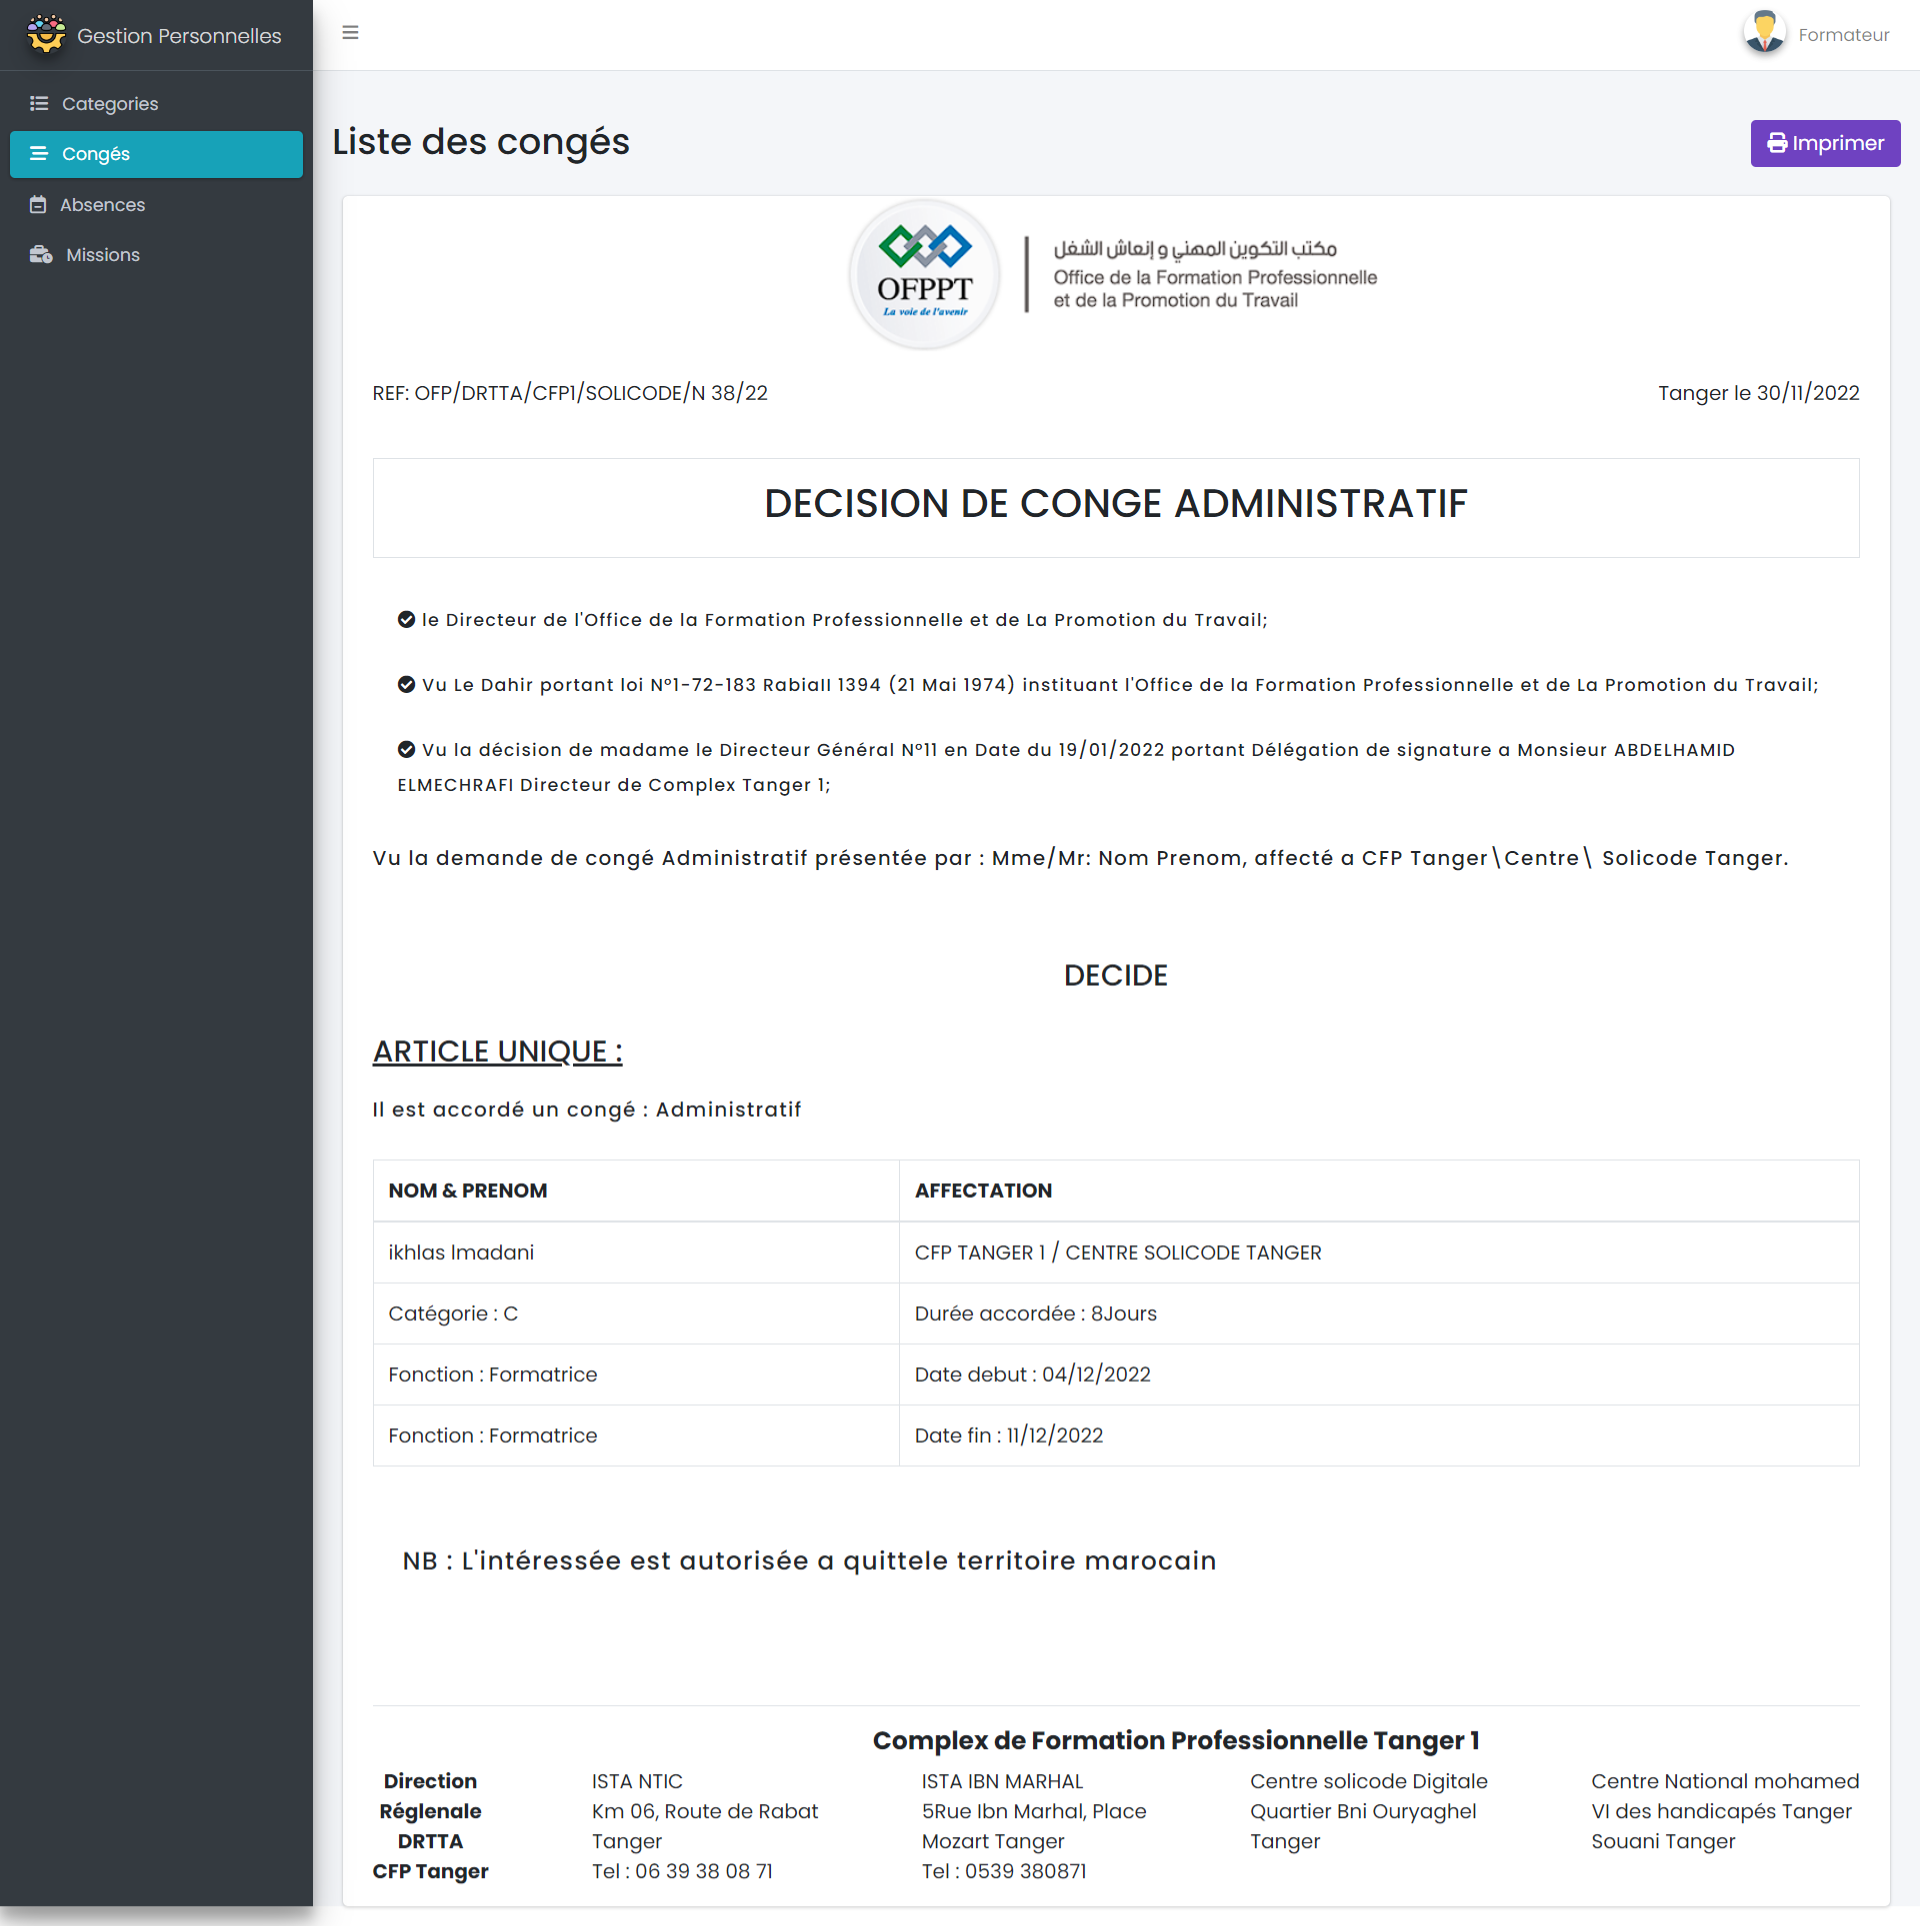 Gestion Personnelles
Formateur
Categories
Congés
Absences
Missions
Liste des congés
Imprimer
OFPPT
La voie de l'avenir
مكتب التكوين المهني و إنعاش الشغل
Office de la Formation Professionnelle
et de la Promotion du Travail
REF: OFP/DRTTA/CFP1/SOLICODE/N 38/22
Tanger le 30/11/2022
DECISION DE CONGE ADMINISTRATIF
le Directeur de l'Office de la Formation Professionnelle et de La Promotion du Travail;
Vu Le Dahir portant loi N°1-72-183 RabiaII 1394 (21 Mai 1974) instituant l'Office de la Formation Professionnelle et de La Promotion du Travail;
Vu la décision de madame le Directeur Général N°11 en Date du 19/01/2022 portant Délégation de signature a Monsieur ABDELHAMID
ELMECHRAFI Directeur de Complex Tanger 1;
Vu la demande de congé Administratif présentée par : Mme/Mr: Nom Prenom, affecté a CFP Tanger\Centre\ Solicode Tanger.
DECIDE
ARTICLE UNIQUE :
Il est accordé un congé : Administratif
NOM & PRENOM
AFFECTATION
ikhlas lmadani
CFP TANGER 1 / CENTRE SOLICODE TANGER
Catégorie : C
Durée accordée : 8Jours
Fonction : Formatrice
Date debut : 04/12/2022
Fonction : Formatrice
Date fin : 11/12/2022
NB : L'intéressée est autorisée a quittele territoire marocain
Complex de Formation Professionnelle Tanger 1
Direction
Réglenale
DRTTA
CFP Tanger
ISTA NTIC
Km 06, Route de Rabat
Tanger
Tel : 06 39 38 08 71
ISTA IBN MARHAL
5Rue Ibn Marhal, Place
Mozart Tanger
Tel : 0539 380871
Centre solicode Digitale
Quartier Bni Ouryaghel
Tanger
Centre National mohamed
VI des handicapés Tanger
Souani Tanger